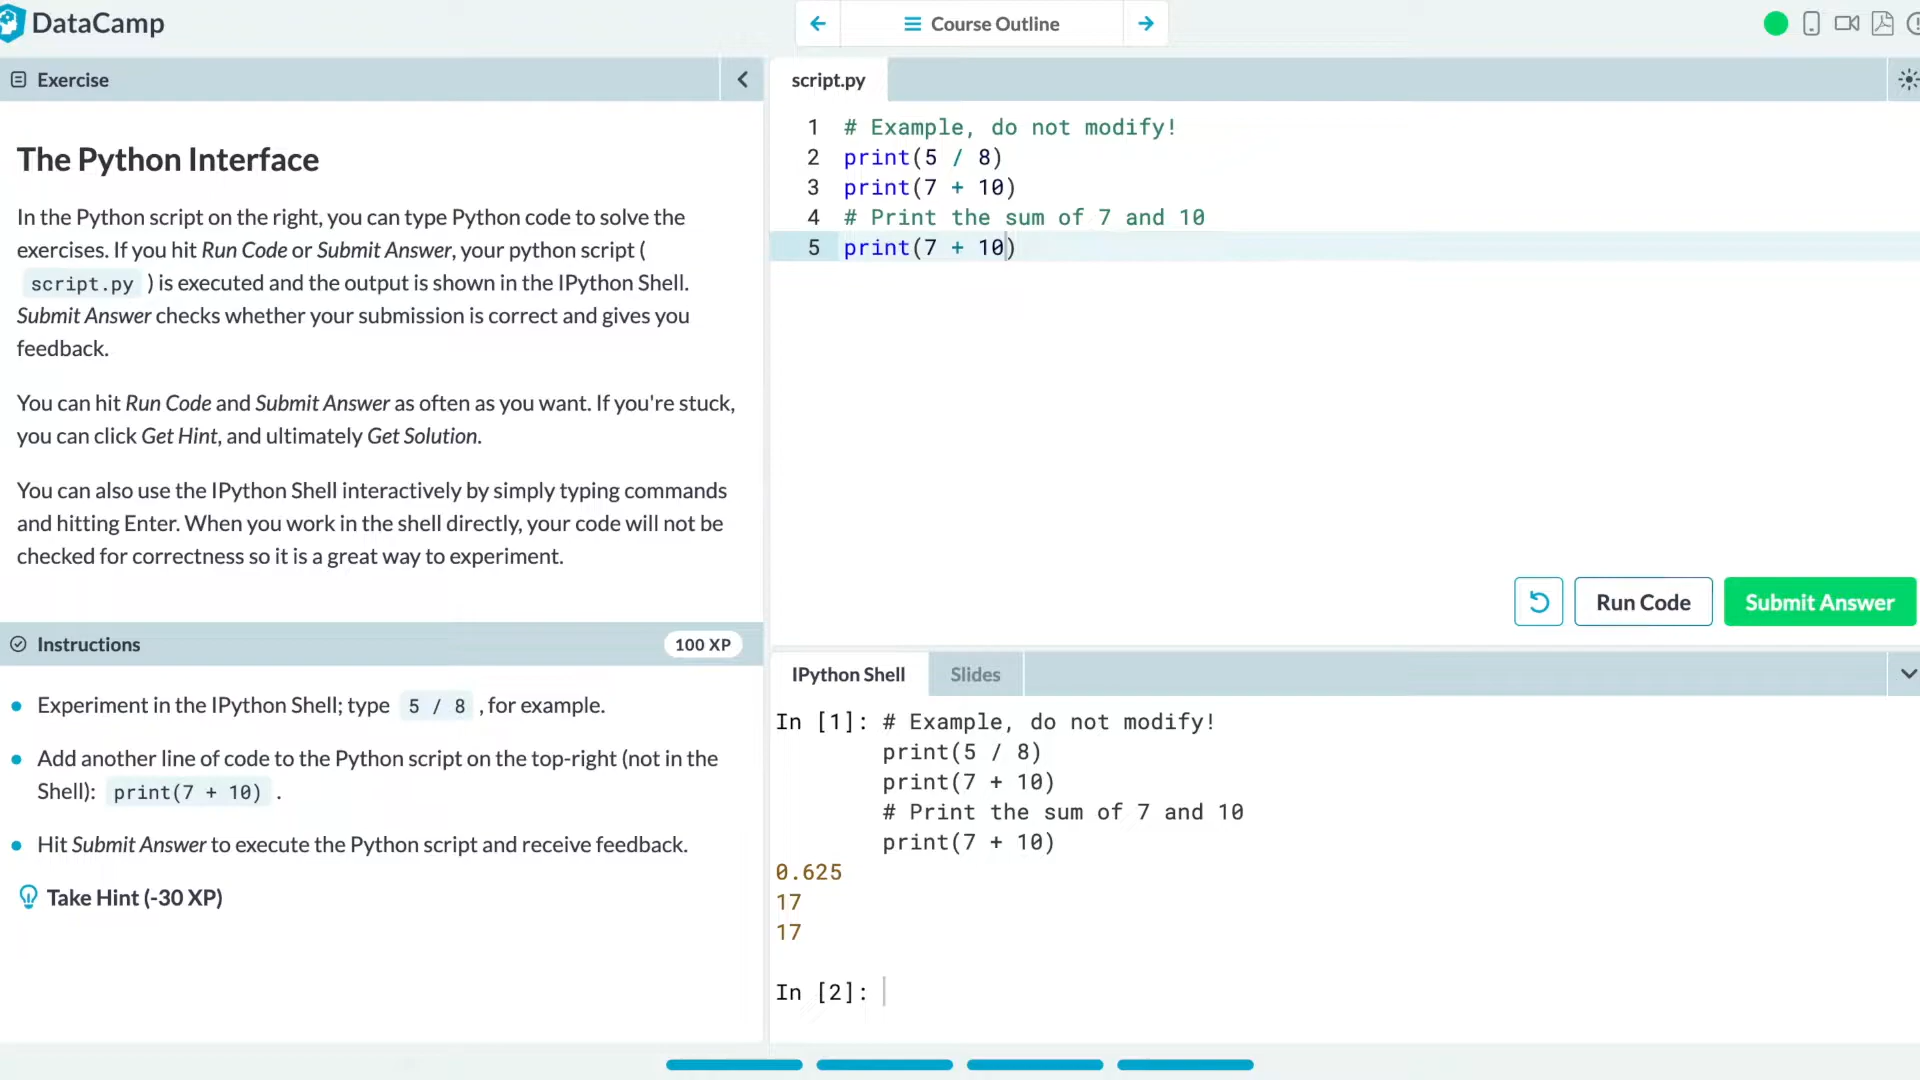 DataCamp
Course Outline
Exercise
The Python Interface
In the Python script on the right, you can type Python code to solve the
exercises. If you hit Run Code or Submit Answer, your python script (
script.py ) is executed and the output is shown in the IPython Shell.
Submit Answer checks whether your submission is correct and gives you
feedback.
You can hit Run Code and Submit Answer as often as you want. If you're stuck,
you can click Get Hint, and ultimately Get Solution.
You can also use the IPython Shell interactively by simply typing commands
and hitting Enter. When you work in the shell directly, your code will not be
checked for correctness so it is a great way to experiment.
Instructions
100 XP
Experiment in the IPython Shell; type 5 / 8 , for example.
Add another line of code to the Python script on the top-right (not in the
Shell): print(7 + 10) .
Hit Submit Answer to execute the Python script and receive feedback.
Take Hint (-30 XP)
script.py
1 # Example, do not modify!
2 print(5 / 8)
3 print(7 + 10)
4 # Print the sum of 7 and 10
5 print(7 + 10)
Run Code
Submit Answer
IPython Shell
Slides
In [1]: # Example, do not modify!
print(5 / 8)
print(7 + 10)
# Print the sum of 7 and 10
print(7 + 10)
0.625
17
17
In [2]: